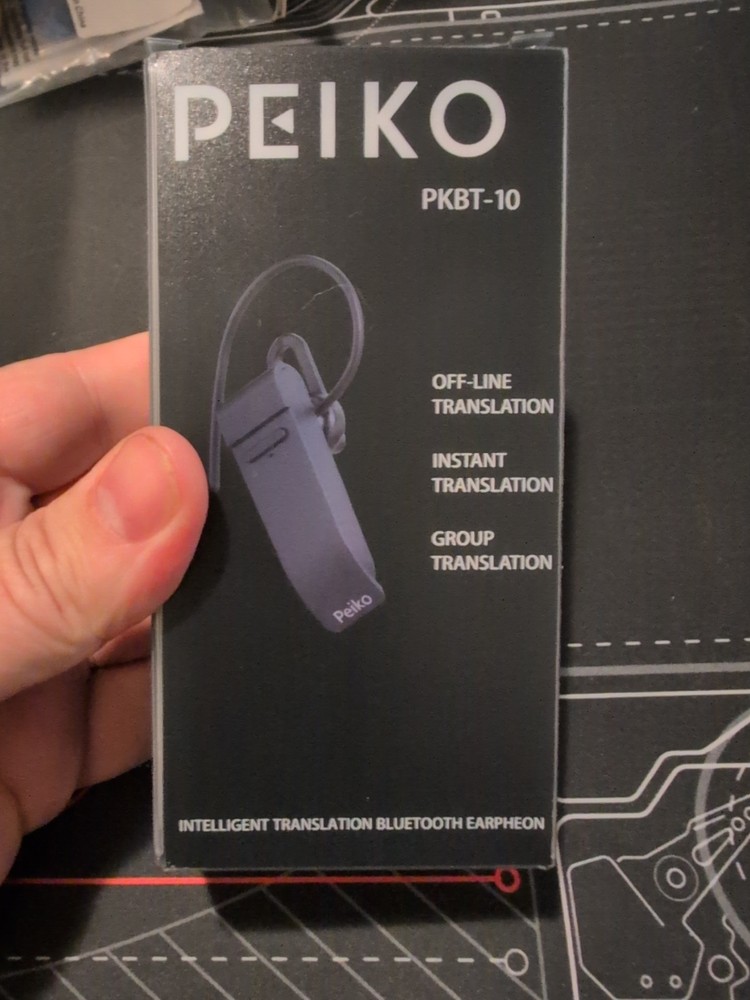 PEIKO
PKBT-10
OFF-LINE
TRANSLATION
INSTANT
TRANSLATION
GROUP
TRANSLATION
Peiko
INTELLIGENT TRANSLATION BLUETOOTH EARPHEON